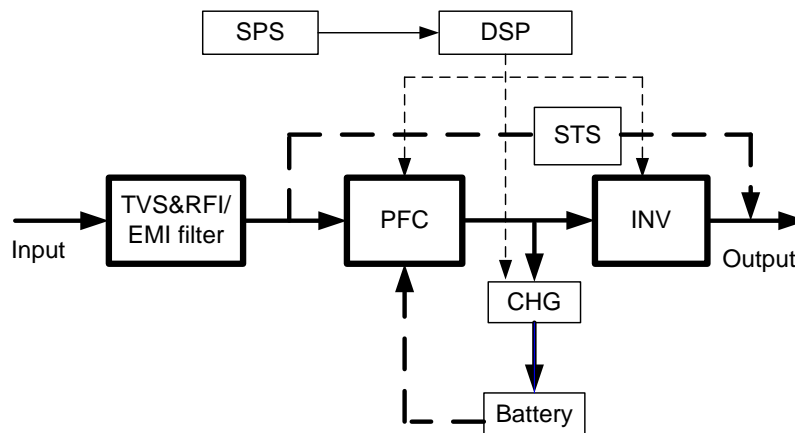 SPS
DSP
STS
TVS&RFI/
EMI filter
PFC
INV
Input
Output
CHG
Battery